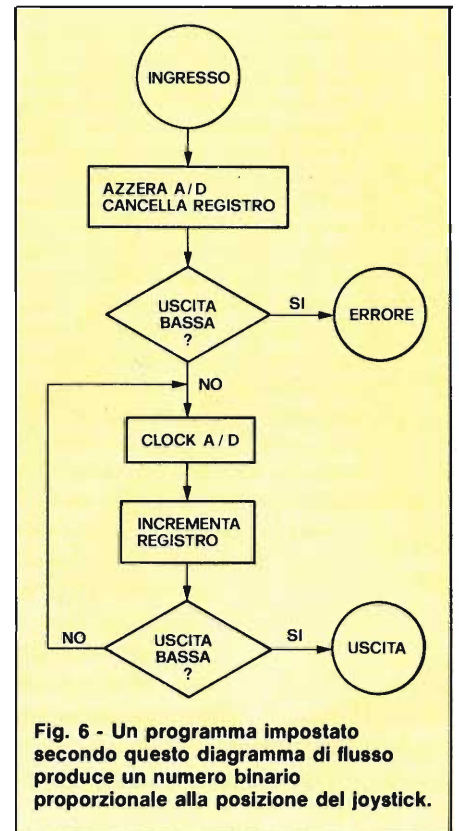 INGRESSO
AZZERA A/D
CANCELLA REGISTRO
USCITA
BASSA
?
SI
ERRORE
NO
CLOCK A/D
INCREMENTA
REGISTRO
NO
USCITA
BASSA
?
SI
USCITA
Fig. 6 - Un programma impostato
secondo questo diagramma di flusso
produce un numero binario
proporzionale alla posizione del joystick.